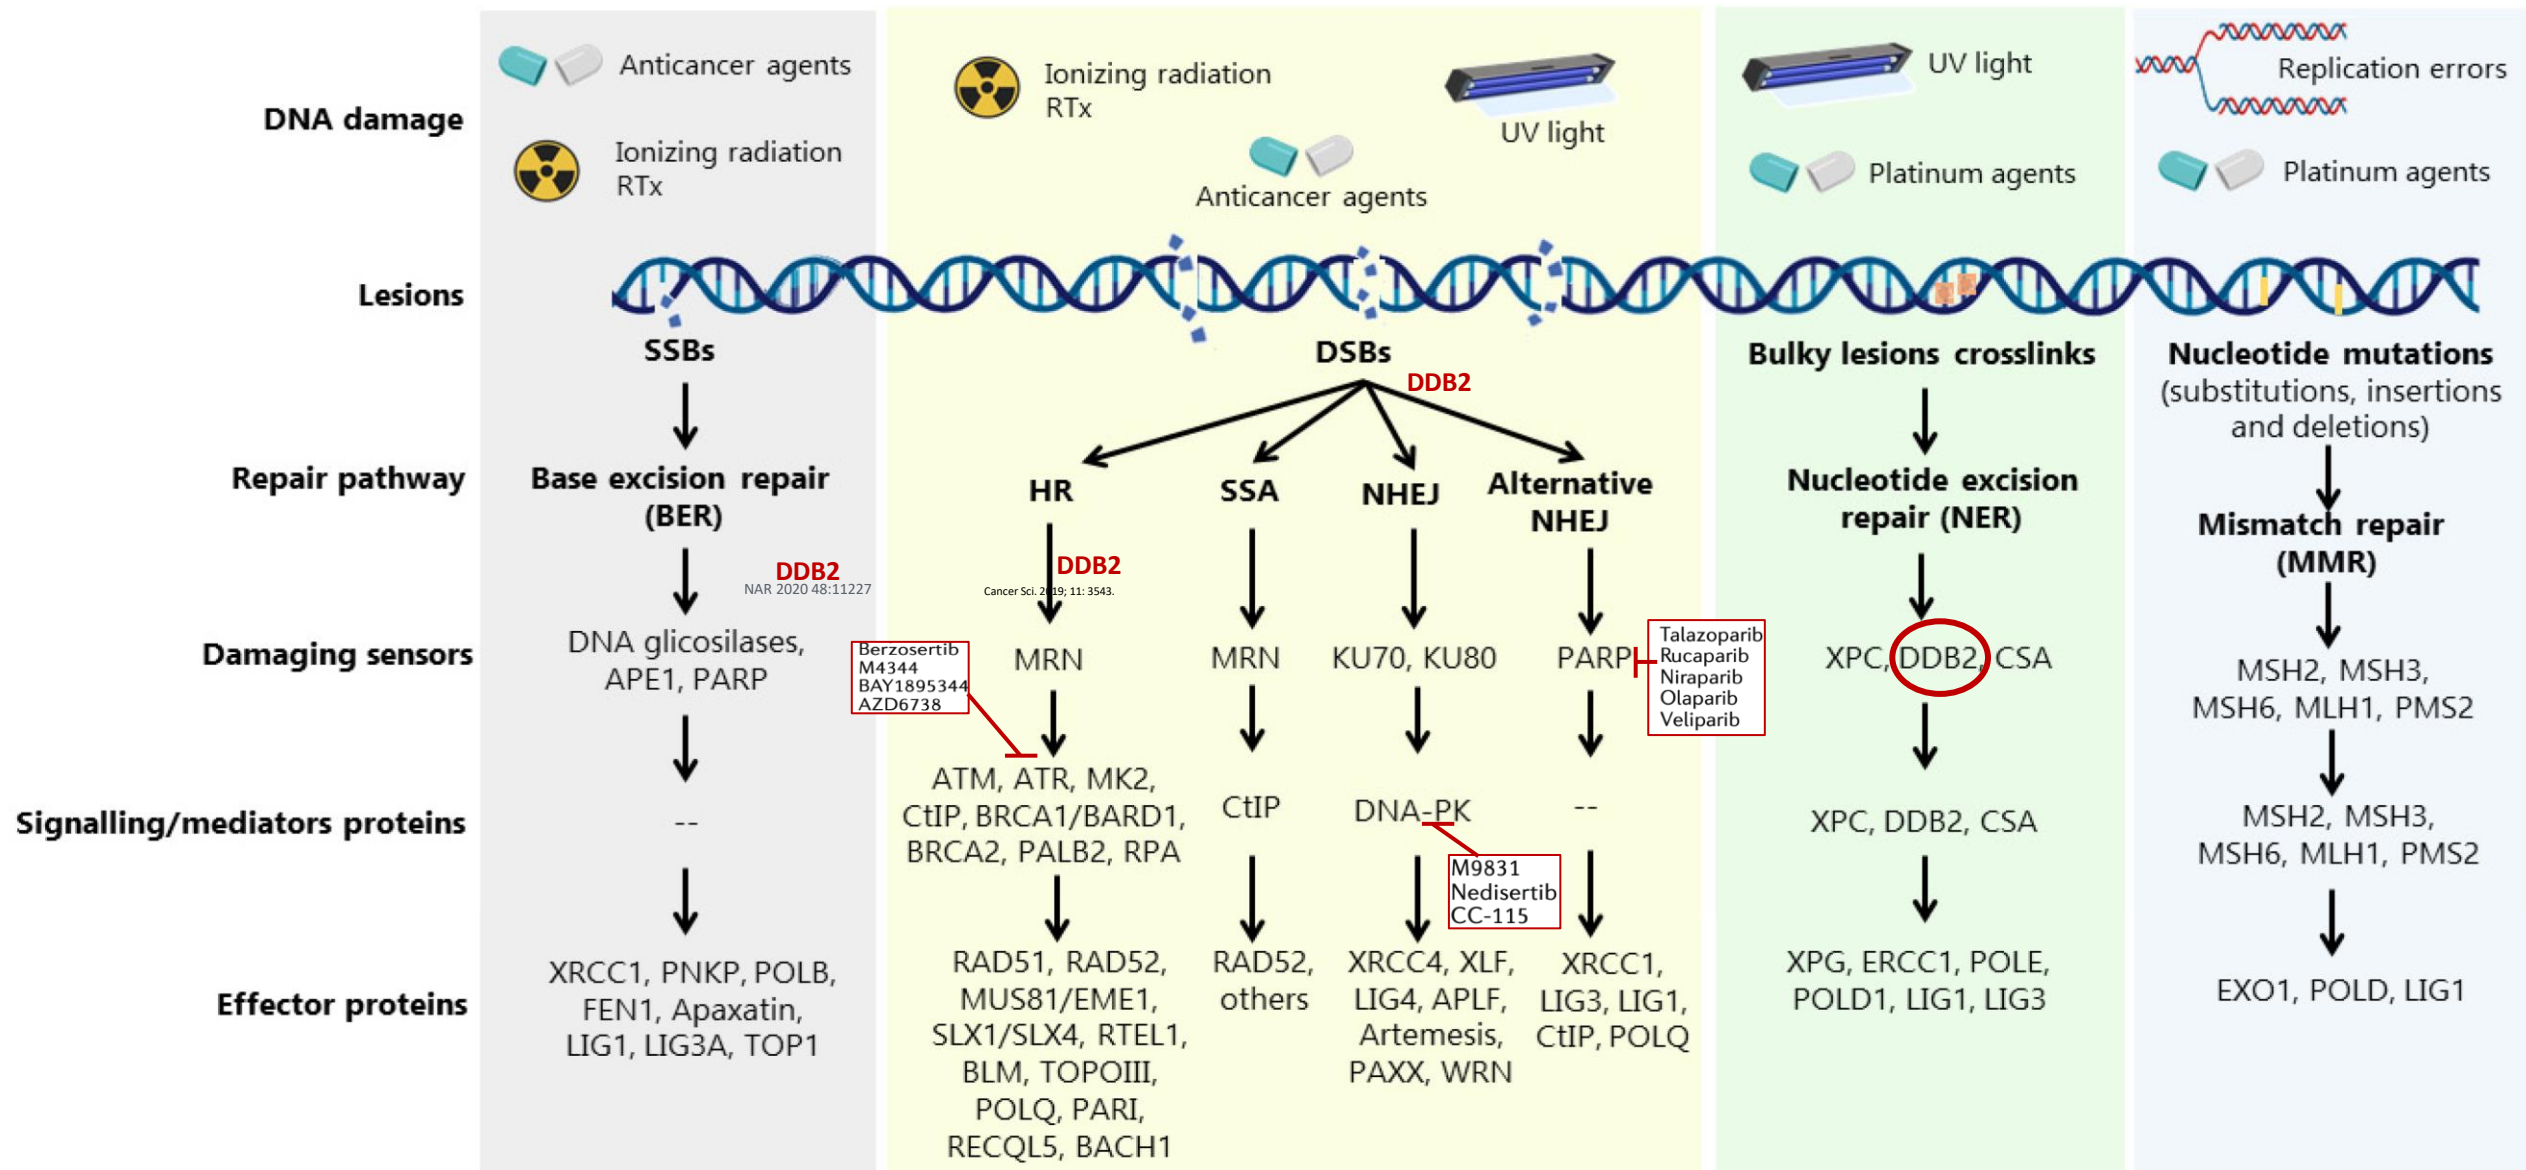 DNA damage
Anticancer agents
Ionizing radiation
RTx
Ionizing radiation
RTx
Anticancer agents
UV light
UV light
Platinum agents
Replication errors
Platinum agents
Lesions
SSBs
DSBs
DDB2
Bulky lesions crosslinks
Nucleotide mutations
(substitutions, insertions
and deletions)
Repair pathway
Base excision repair
(BER)
HR
SSA
NHEJ
Alternative
NHEJ
Nucleotide excision
repair (NER)
Mismatch repair
(MMR)
DDB2
NAR 2020 48:11227
DDB2
Cancer Sci. 2019; 11: 3543.
Damaging sensors
DNA glicosilases,
APE1, PARP
Berzosertib
M4344
BAY1895344
AZD6738
MRN
MRN
KU70, KU80
PARP
Talazoparib
Rucaparib
Niraparib
Olaparib
Veliparib
XPC, DDB2, CSA
MSH2, MSH3,
MSH6, MLH1, PMS2
Signalling/mediators proteins
--
ATM, ATR, MK2,
CtIP, BRCA1/BARD1,
BRCA2, PALB2, RPA
CtIP
DNA-PK
M9831
Nedisertib
CC-115
--
XPC, DDB2, CSA
MSH2, MSH3,
MSH6, MLH1, PMS2
Effector proteins
XRCC1, PNKP, POLB,
FEN1, Apaxatin,
LIG1, LIG3A, TOP1
RAD51, RAD52,
MUS81/EME1,
SLX1/SLX4, RTEL1,
BLM, TOPOIII,
POLQ, PARI,
RECQL5, BACH1
RAD52,
others
XRCC4, XLF,
LIG4, APLF,
Artemesis,
PAXX, WRN
XRCC1,
LIG3, LIG1,
CtIP, POLQ
XPG, ERCC1, POLE,
POLD1, LIG1, LIG3
EXO1, POLD, LIG1